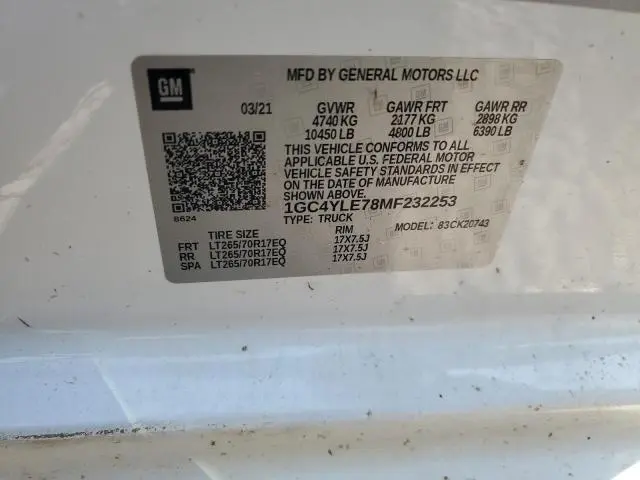 GM
MFD BY GENERAL MOTORS LLC
03/21 GVWR GAWR FRT GAWR RR
4740 KG 2177 KG 2898 KG
10450 LB 4800 LB 6390 LB
THIS VEHICLE CONFORMS TO ALL
APPLICABLE U.S. FEDERAL MOTOR
VEHICLE SAFETY STANDARDS IN EFFECT
ON THE DATE OF MANUFACTURE
SHOWN ABOVE.
1GC4YLE78MF232253
8624 TYPE: TRUCK MODEL: 83CK20743
TIRE SIZE RIM
FRT LT265/70R17EQ 17X7.5J
RR LT265/70R17EQ 17X7.5J
SPA LT265/70R17EQ 17X7.5J